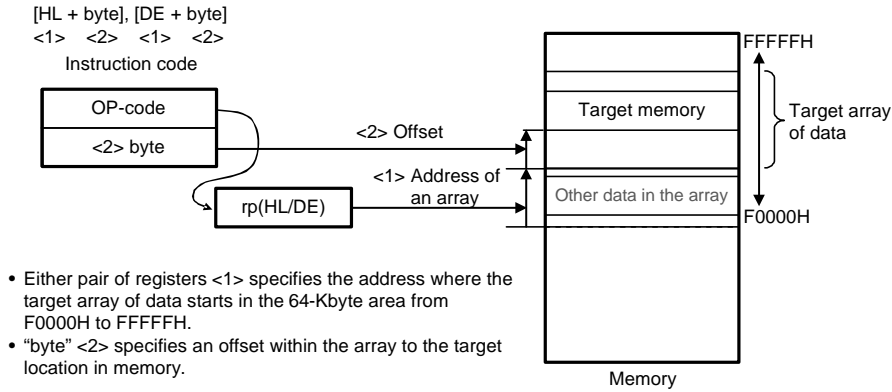 [HL + byte], [DE + byte]
<1> <2> <1> <2>
Instruction code
OP-code
<2> byte
rp(HL/DE)
<2> Offset
<1> Address of
an array
FFFFFH
Target memory
Target array
of data
Other data in the array
F0000H
Memory
• Either pair of registers <1> specifies the address where the
target array of data starts in the 64-Kbyte area from
F0000H to FFFFFH.
• “byte” <2> specifies an offset within the array to the target
location in memory.